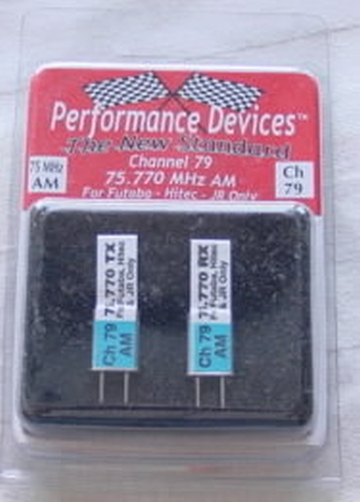 Performance Devices™
The New Standard
Channel 79
75 MHz
AM
75.770 MHz AM
Ch
79
For Futaba - Hitec - JR Only
Ch 79 75.770 TX
AM For Futaba, Hitec
& JR Only
Ch 79 75.770 RX
AM For Futaba, Hitec
& JR Only